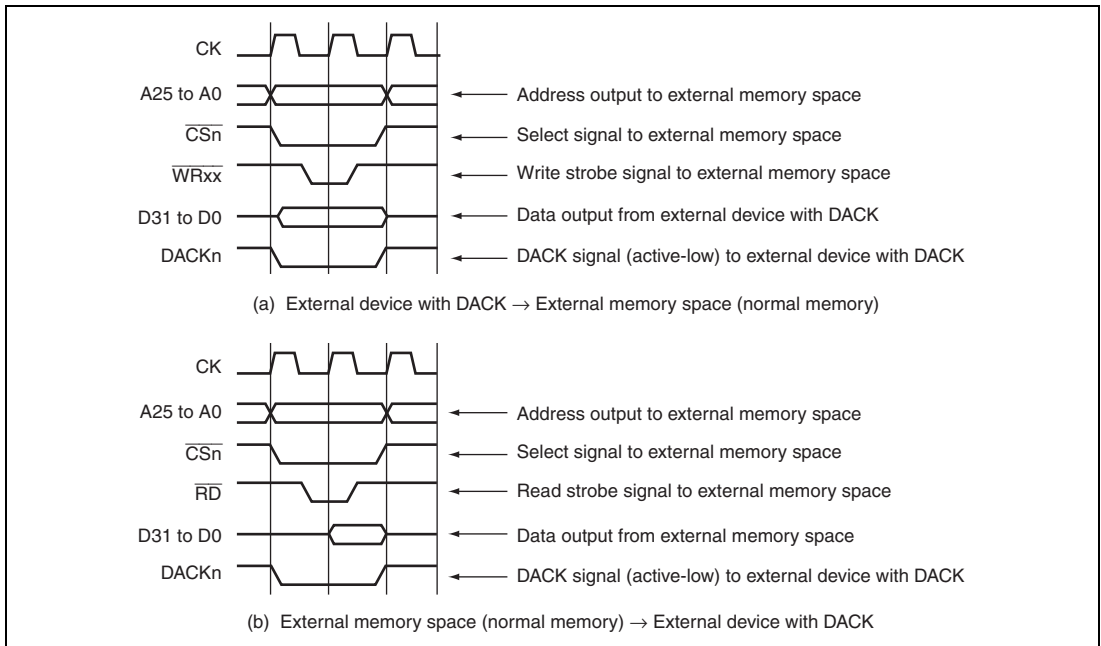 CK
A25 to A0 Address output to external memory space
C̅S̅n̅ Select signal to external memory space
W̅R̅x̅x̅ Write strobe signal to external memory space
D31 to D0 Data output from external device with DACK
DACKn DACK signal (active-low) to external device with DACK
(a) External device with DACK → External memory space (normal memory)
CK
A25 to A0 Address output to external memory space
C̅S̅n̅ Select signal to external memory space
R̅D̅ Read strobe signal to external memory space
D31 to D0 Data output from external memory space
DACKn DACK signal (active-low) to external device with DACK
(b) External memory space (normal memory) → External device with DACK